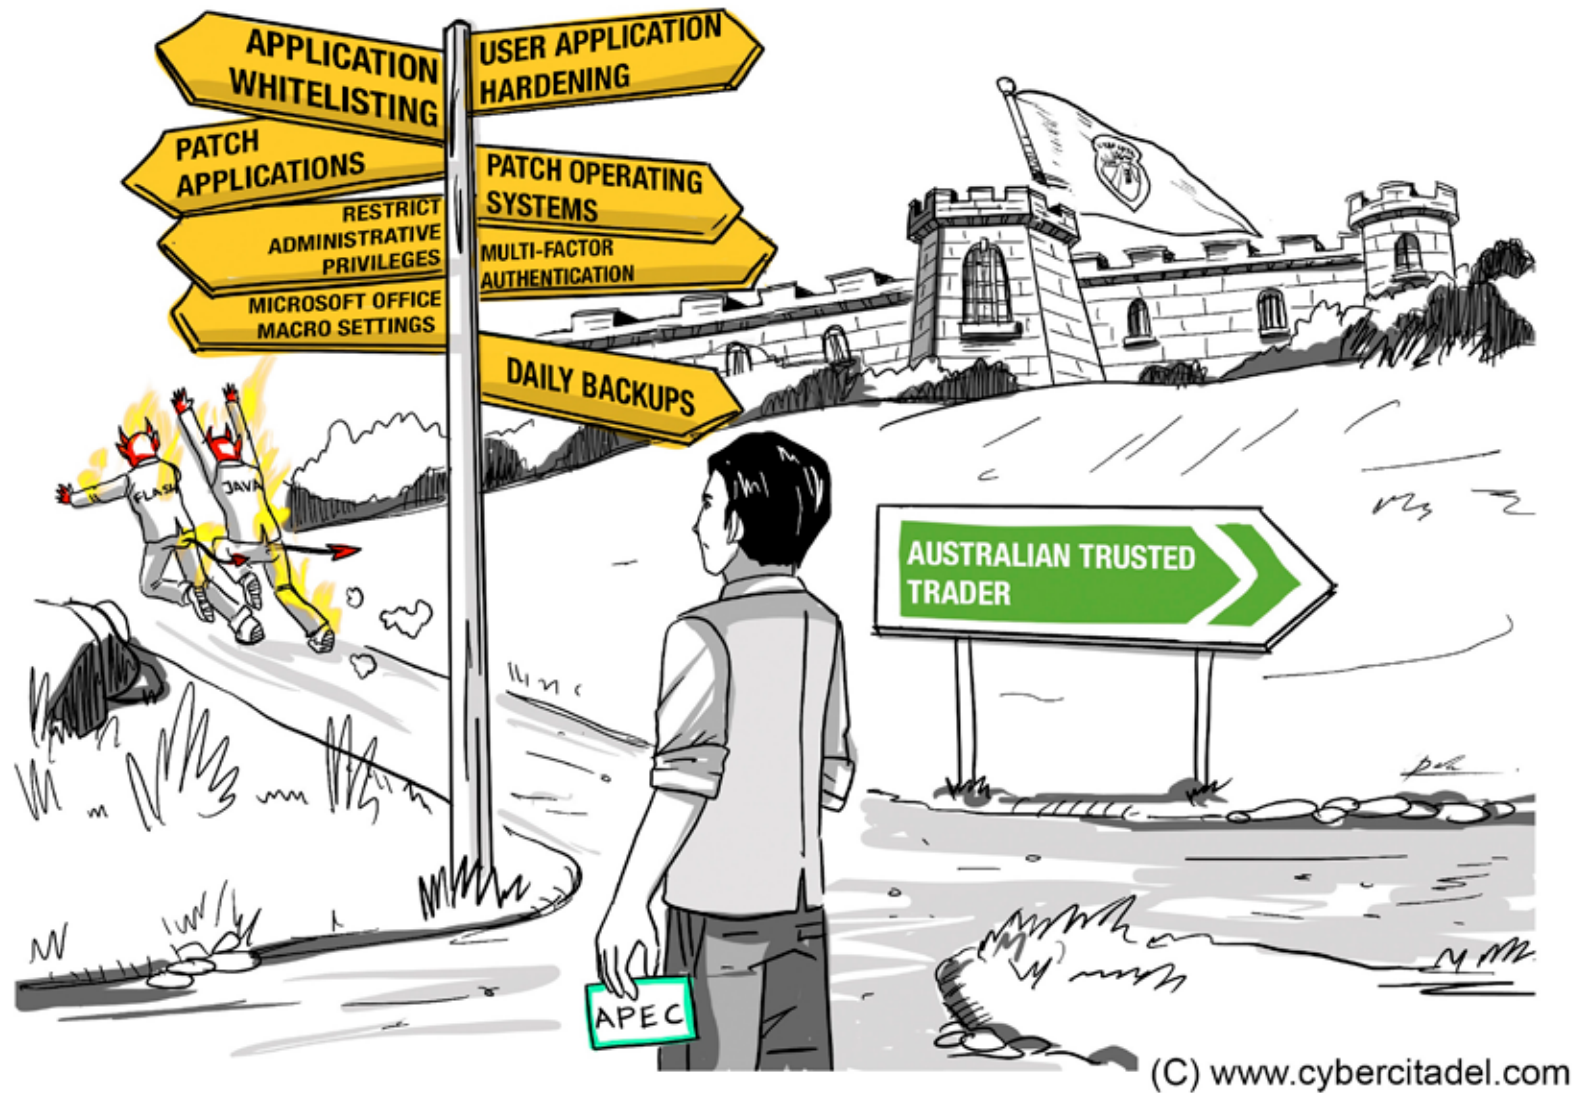 APPLICATION
WHITELISTING
USER APPLICATION
HARDENING
PATCH
APPLICATIONS
PATCH OPERATING
SYSTEMS
RESTRICT
ADMINISTRATIVE
PRIVILEGES
MULTI-FACTOR
AUTHENTICATION
MICROSOFT OFFICE
MACRO SETTINGS
DAILY BACKUPS
FLASH
JAVA
AUSTRALIAN TRUSTED
TRADER
APEC
(C) www.cybercitadel.com